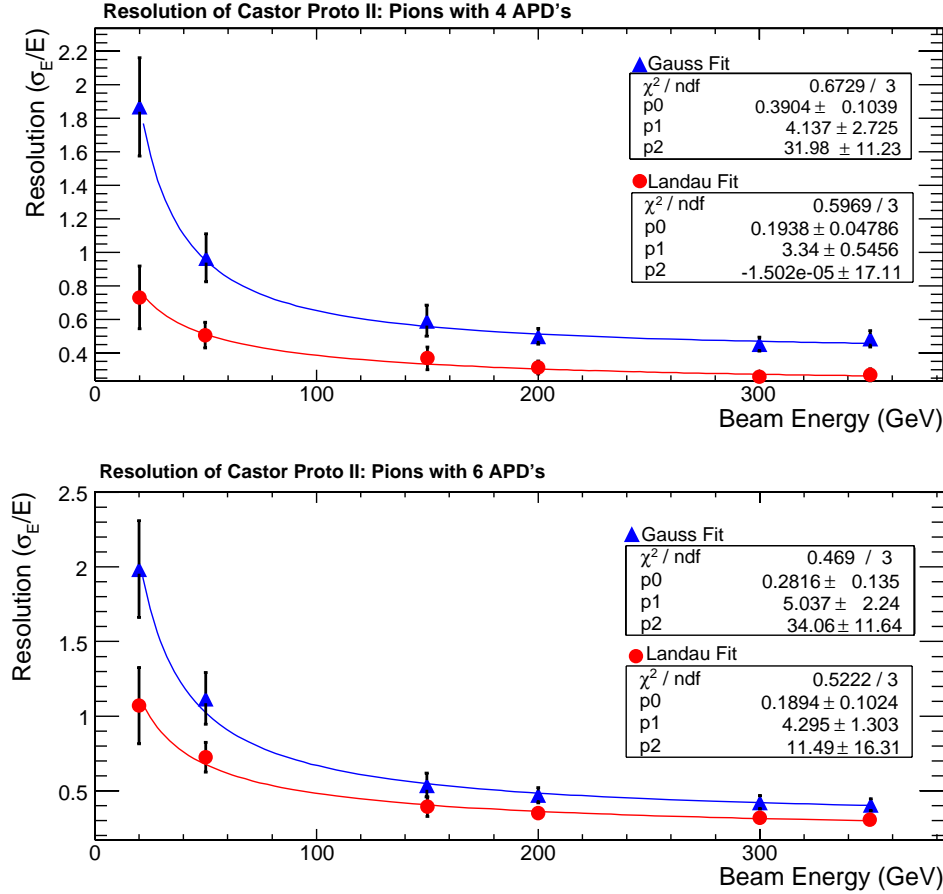 Resolution of Castor Proto II: Pions with 4 APD's
Resolution (σ_E/E)
2.2
2
1.8
1.6
1.4
1.2
1
0.8
0.6
0.4
Gauss Fit
χ² / ndf 0.6729 / 3
p0 0.3904 ± 0.1039
p1 4.137 ± 2.725
p2 31.98 ± 11.23
Landau Fit
χ² / ndf 0.5969 / 3
p0 0.1938 ± 0.04786
p1 3.34 ± 0.5456
p2 -1.502e-05 ± 17.11
0 100 200 300
Beam Energy (GeV)
Resolution of Castor Proto II: Pions with 6 APD's
Resolution (σ_E/E)
2.5
2
1.5
1
0.5
Gauss Fit
χ² / ndf 0.469 / 3
p0 0.2816 ± 0.135
p1 5.037 ± 2.24
p2 34.06 ± 11.64
Landau Fit
χ² / ndf 0.5222 / 3
p0 0.1894 ± 0.1024
p1 4.295 ± 1.303
p2 11.49 ± 16.31
0 100 200 300
Beam Energy (GeV)